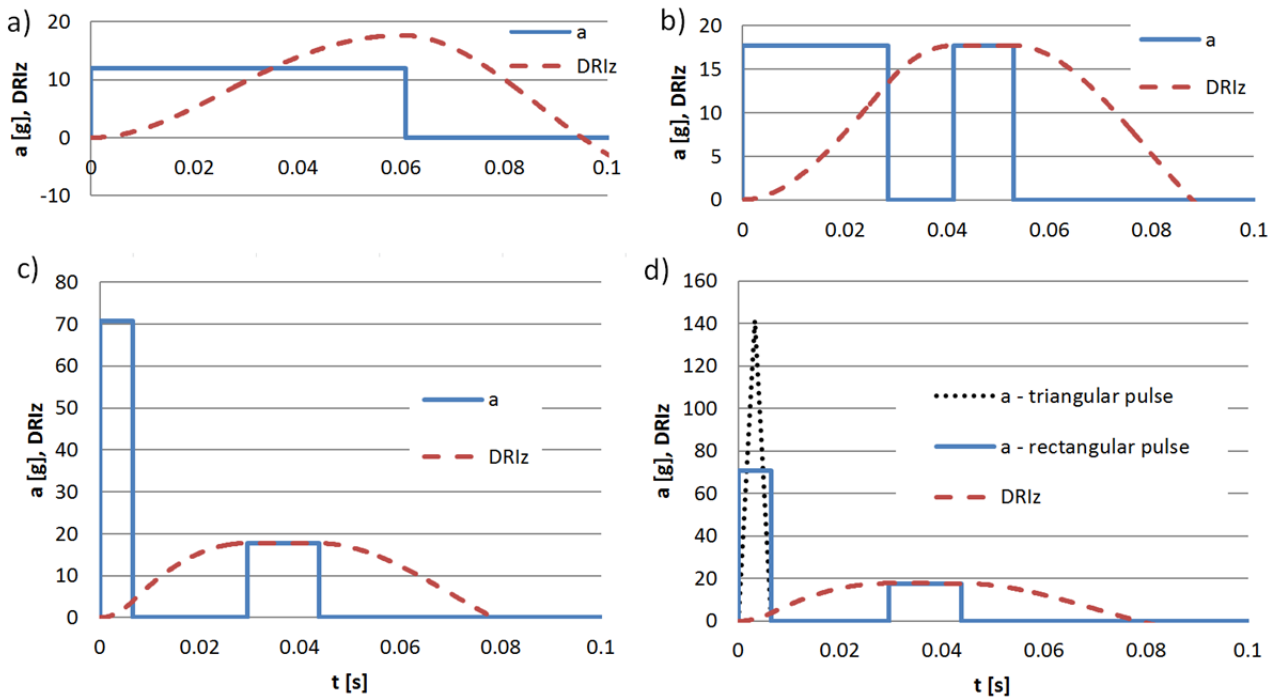 a)
20
10
0
-10
a [g], DRIz
a
DRIz
0 0.02 0.04 0.06 0.08 0.1
b)
20
15
10
5
0
a [g], DRIz
a
DRIz
0 0.02 0.04 0.06 0.08 0.1
c)
80
70
60
50
40
30
20
10
0
a [g], DRIz
a
DRIz
0 0.02 0.04 0.06 0.08 0.1
t [s]
d)
160
140
120
100
80
60
40
20
0
a [g], DRIz
a - triangular pulse
a - rectangular pulse
DRIz
0 0.02 0.04 0.06 0.08 0.1
t [s]